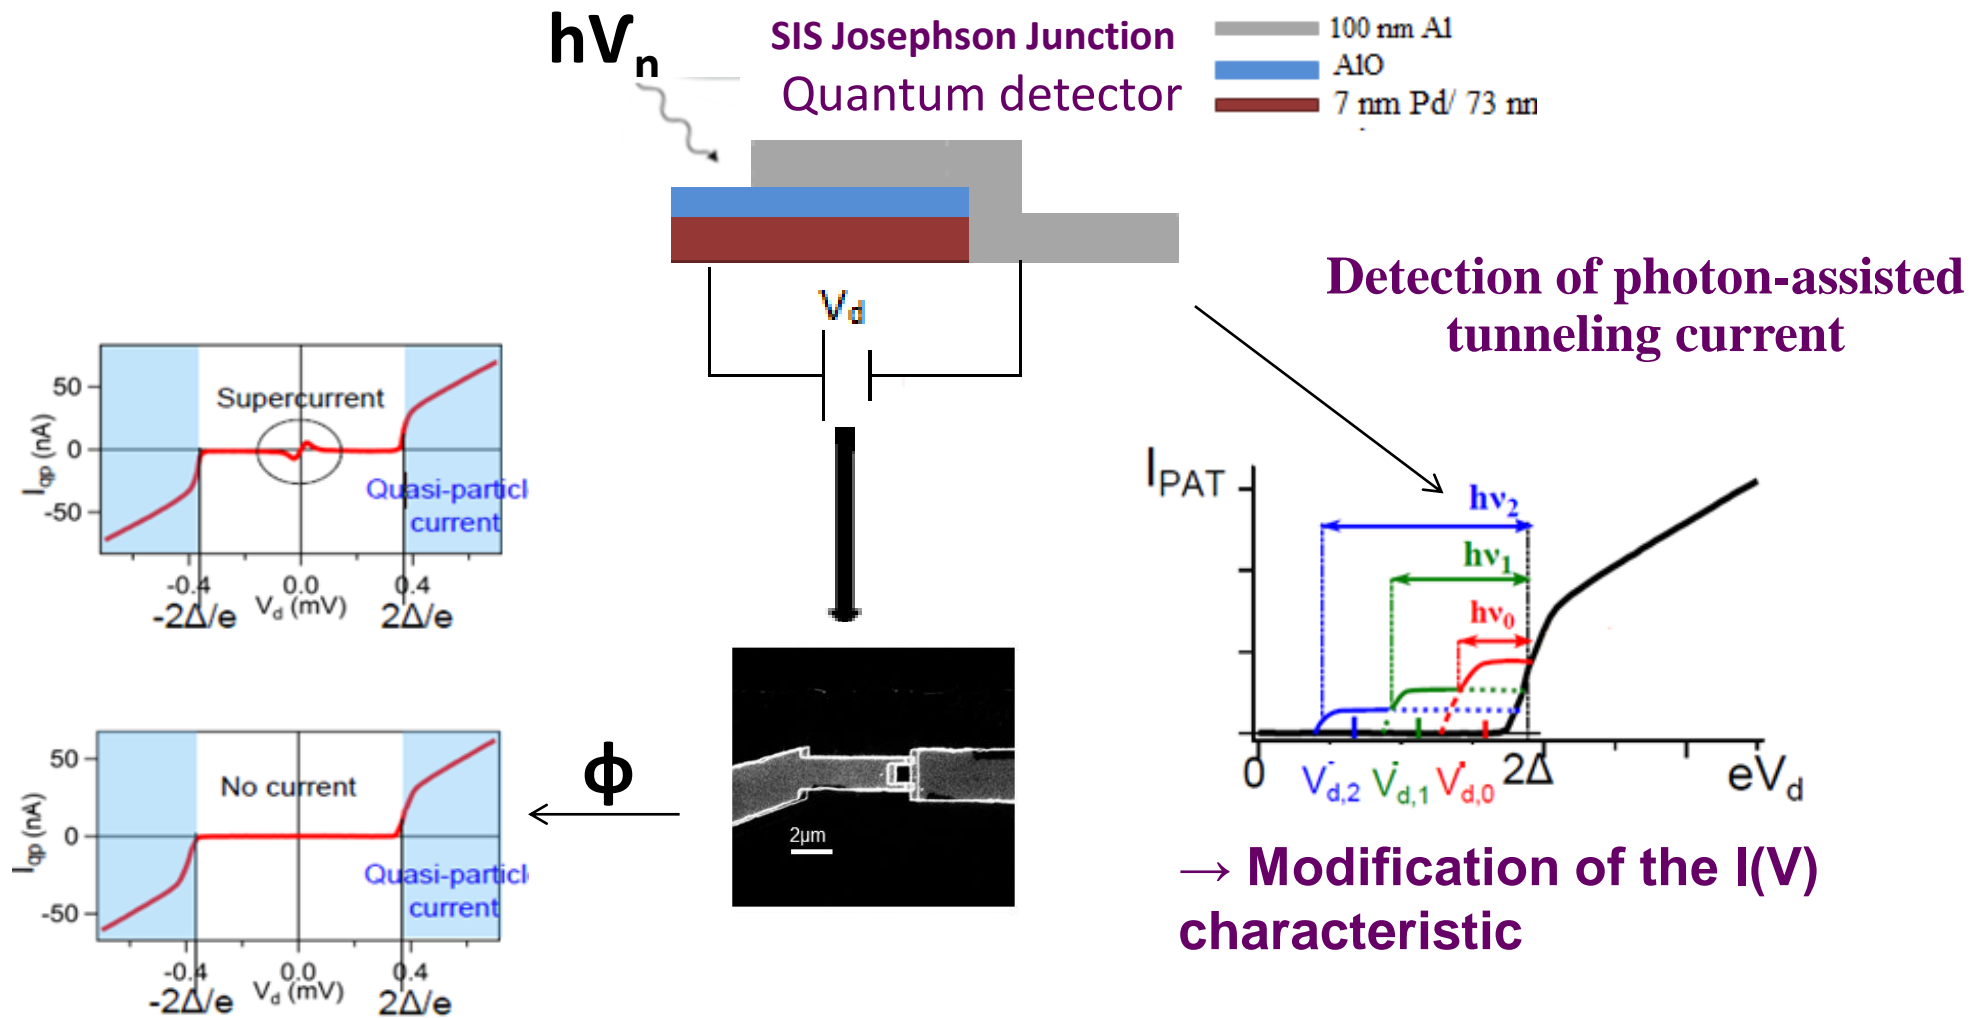 hVn
SIS Josephson Junction
Quantum detector
100 nm Al
AlO
7 nm Pd/ 73 nn
Vd
Detection of photon-assisted
tunneling current
50
0
-50
Iqp (nA)
Supercurrent
Quasi-particl
current
-0.4
0.0
0.4
Vd (mV)
-2Δ/e
2Δ/e
IPAT
hν2
hν1
hν0
0
Vd,2
Vd,1
Vd,0
2Δ
eVd
2µm
ϕ
50
0
-50
Iqp (nA)
No current
Quasi-particl
current
-0.4
0.0
0.4
Vd (mV)
-2Δ/e
2Δ/e
→ Modification of the I(V)
characteristic